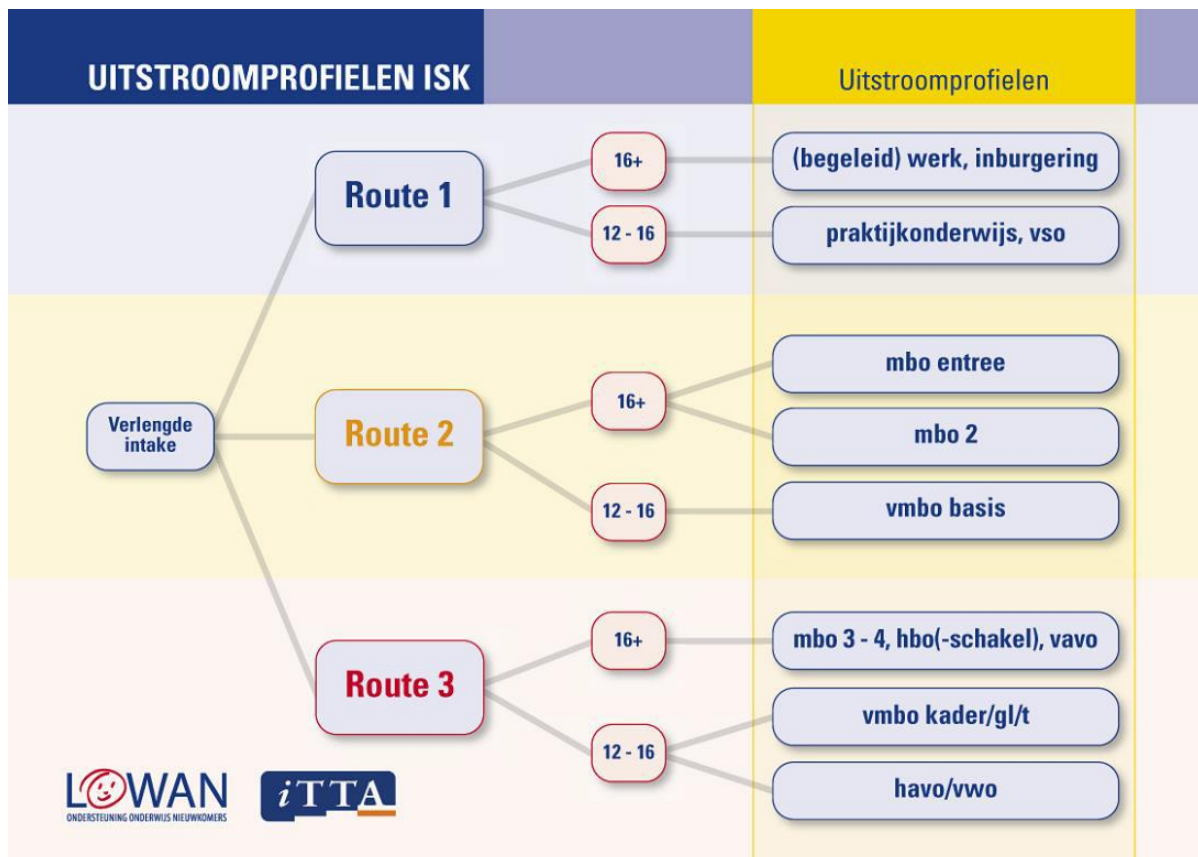 UITSTROOMPROFIELEN ISK
Uitstroomprofielen
Route 1
16+
(begeleid) werk, inburgering
12 - 16
praktijkonderwijs, vso
Verlengde
intake
Route 2
16+
mbo entree
mbo 2
12 - 16
vmbo basis
Route 3
16+
mbo 3 - 4, hbo(-schakel), vavo
12 - 16
vmbo kader/gl/t
havo/vwo
LOWAN
ONDERSTEUNING ONDERWIJS NIEUWKOMERS
iTTA